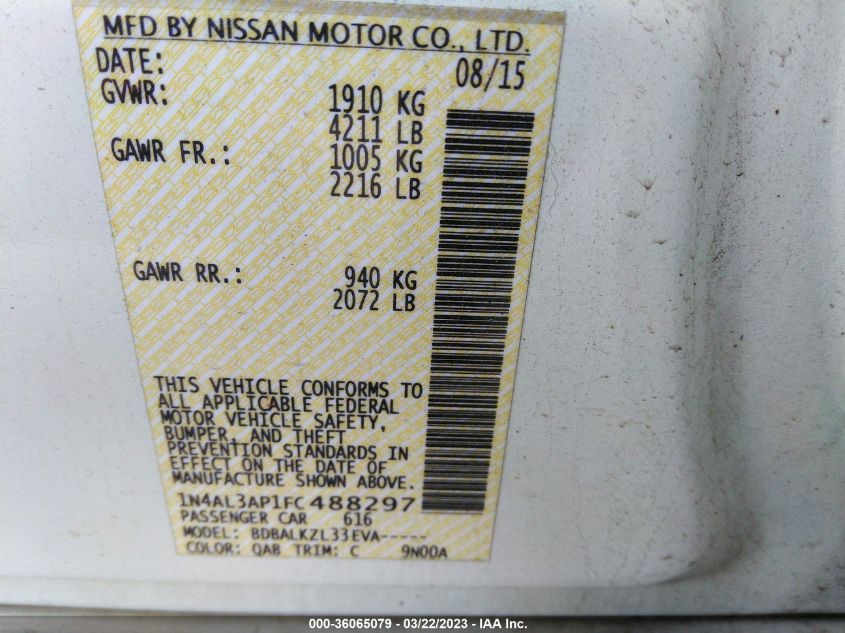 MFD BY NISSAN MOTOR CO., LTD.
DATE: 08/15
GVWR: 1910 KG
4211 LB
GAWR FR.: 1005 KG
2216 LB
GAWR RR.: 940 KG
2072 LB
THIS VEHICLE CONFORMS TO
ALL APPLICABLE FEDERAL
MOTOR VEHICLE SAFETY,
BUMPER, AND THEFT
PREVENTION STANDARDS IN
EFFECT ON THE DATE OF
MANUFACTURE SHOWN ABOVE.
1N4AL3AP1FC488297
PASSENGER CAR 616
MODEL: BDBALKZL33EVA-----
COLOR: QAB TRIM: C 9N00A
000-36065079 - 03/22/2023 - IAA Inc.